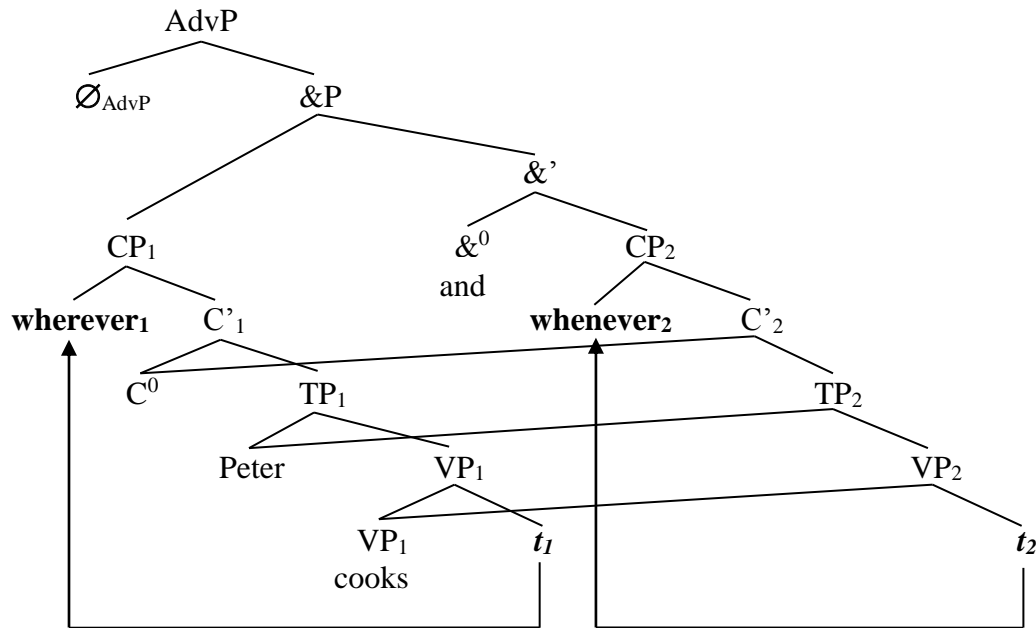 AdvP
∅AdvP &P
&’
CP₁ &⁰ CP₂
and
wherever₁ C’₁ whenever₂ C’₂
C⁰ TP₁ TP₂
Peter VP₁ VP₂
VP₁ t₁ t₂
cooks